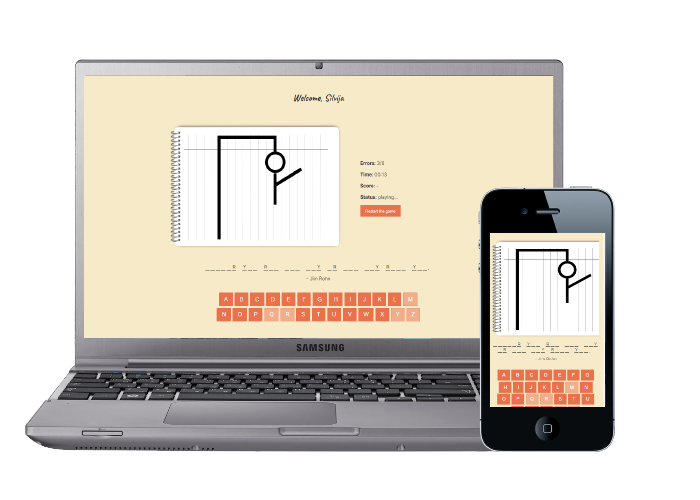 Welcome, Silvija
Errors: 3/6
Time: 00:13
Score: -
Status: playing...
Restart the game
- Jim Rohn
A B C D E F G H I J K L M
N O P Q R S T U V W X Y Z
SAMSUNG
- Jim Rohn
A B C D E F G
H I J K L M N
O P Q R S T U